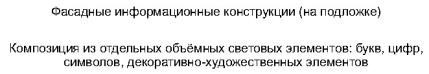 Фасадные информационные конструкции (на подложке)
Композиция из отдельных объёмных световых элементов: букв, цифр,
символов, декоративно-художественных элементов